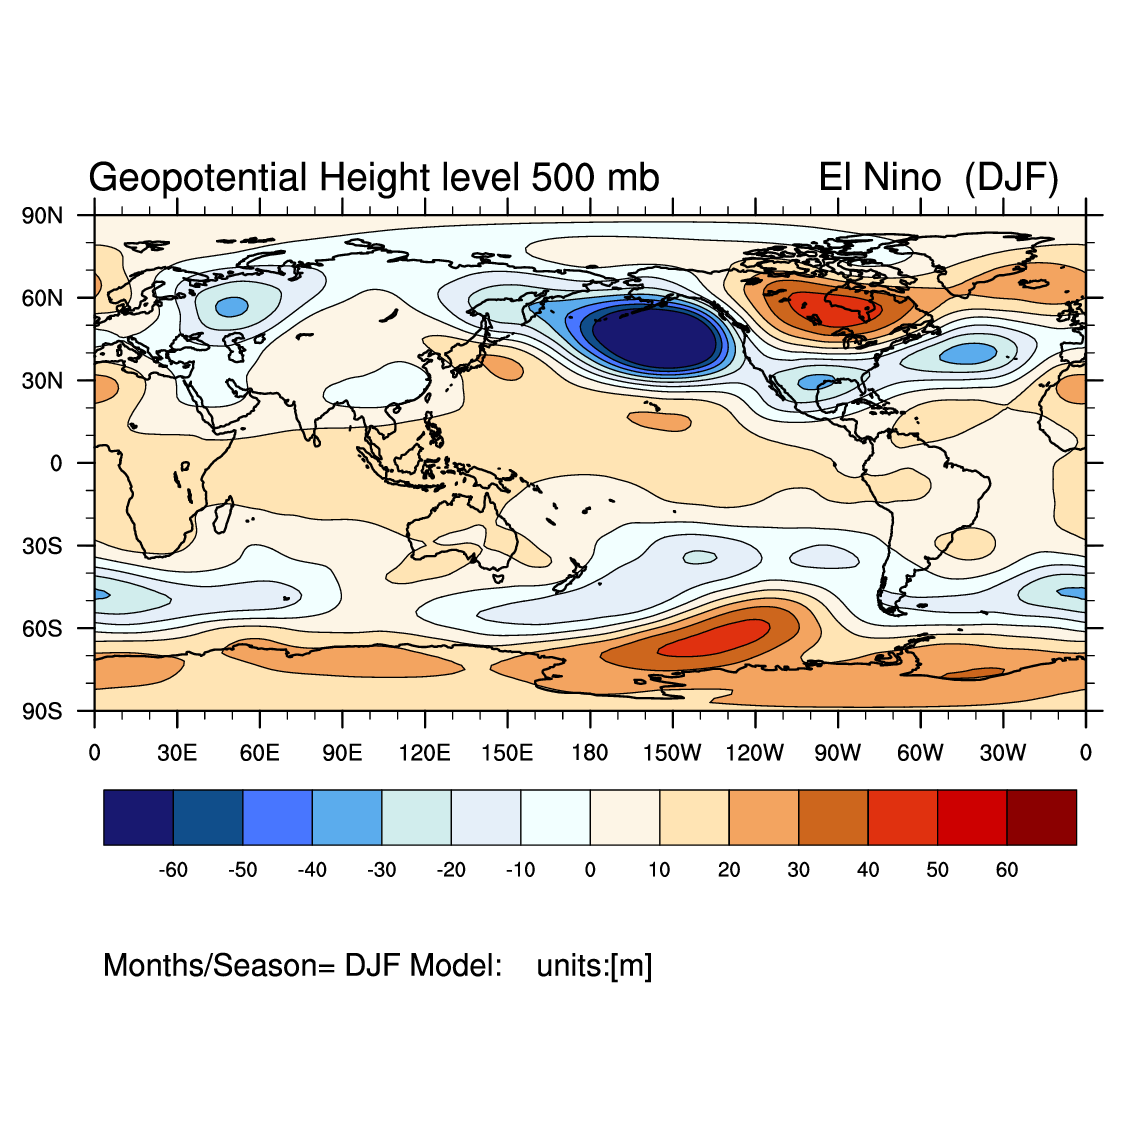 Geopotential Height level 500 mb El Nino (DJF)
90N
60N
30N
0
30S
60S
90S
0 30E 60E 90E 120E 150E 180 150W 120W 90W 60W 30W 0
-60 -50 -40 -30 -20 -10 0 10 20 30 40 50 60
Months/Season= DJF Model: units:[m]